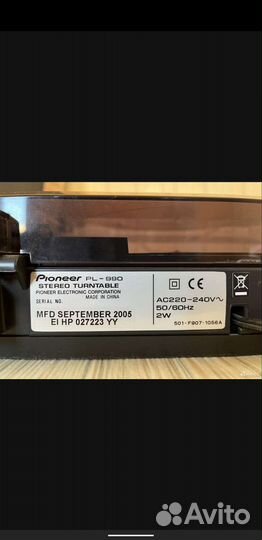 Pioneer PL-990
STEREO TURNTABLE
PIONEER ELECTRONIC CORPORATION
MADE IN CHINA
SERIAL NO.
MFD SEPTEMBER 2005
EI HP 027223 YY
CE
AC220-240V~
50/60Hz
2W
501-F907-1056A
Avito